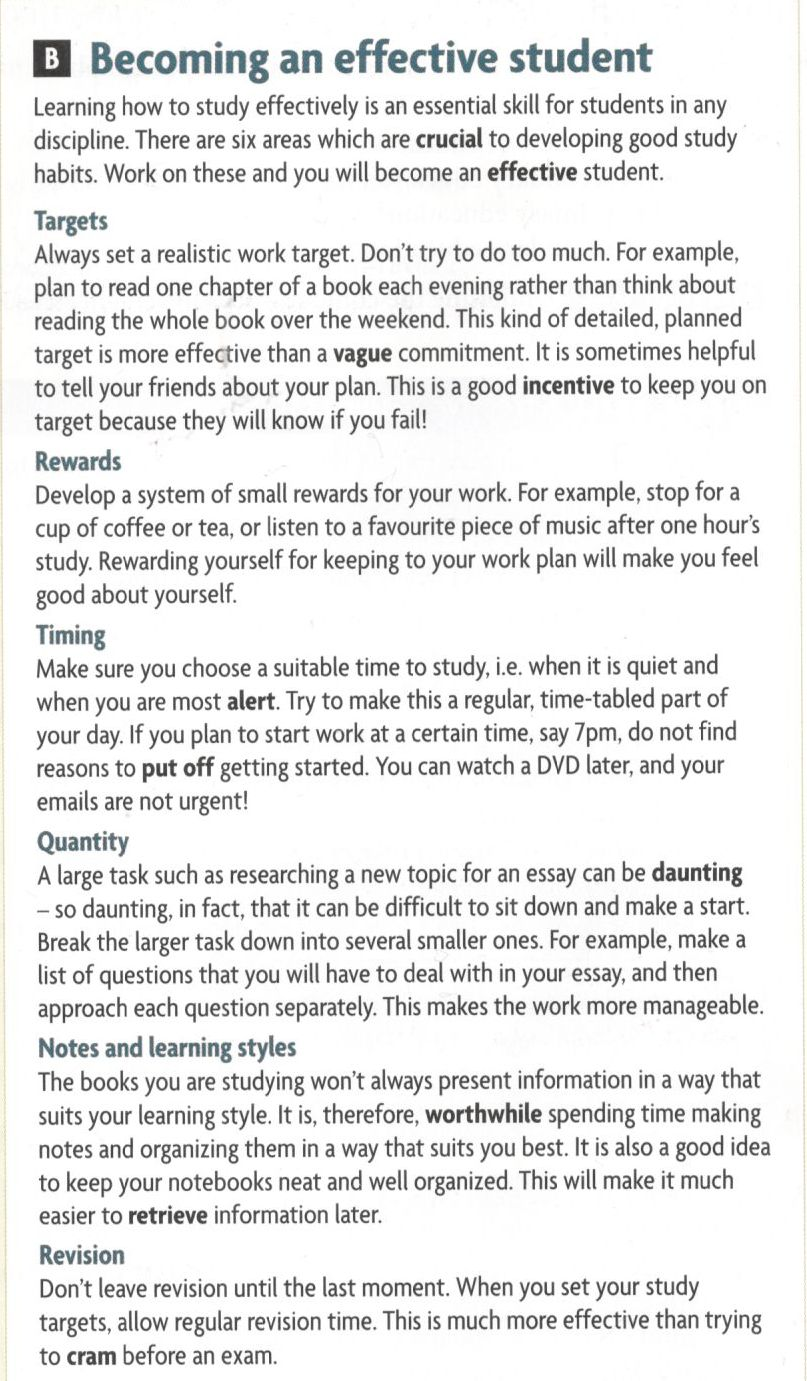 B Becoming an effective student
Learning how to study effectively is an essential skill for students in any
discipline. There are six areas which are crucial to developing good study
habits. Work on these and you will become an effective student.
Targets
Always set a realistic work target. Don't try to do too much. For example,
plan to read one chapter of a book each evening rather than think about
reading the whole book over the weekend. This kind of detailed, planned
target is more effective than a vague commitment. It is sometimes helpful
to tell your friends about your plan. This is a good incentive to keep you on
target because they will know if you fail!
Rewards
Develop a system of small rewards for your work. For example, stop for a
cup of coffee or tea, or listen to a favourite piece of music after one hour's
study. Rewarding yourself for keeping to your work plan will make you feel
good about yourself.
Timing
Make sure you choose a suitable time to study, i.e. when it is quiet and
when you are most alert. Try to make this a regular, time-tabled part of
your day. If you plan to start work at a certain time, say 7pm, do not find
reasons to put off getting started. You can watch a DVD later, and your
emails are not urgent!
Quantity
A large task such as researching a new topic for an essay can be daunting
– so daunting, in fact, that it can be difficult to sit down and make a start.
Break the larger task down into several smaller ones. For example, make a
list of questions that you will have to deal with in your essay, and then
approach each question separately. This makes the work more manageable.
Notes and learning styles
The books you are studying won't always present information in a way that
suits your learning style. It is, therefore, worthwhile spending time making
notes and organizing them in a way that suits you best. It is also a good idea
to keep your notebooks neat and well organized. This will make it much
easier to retrieve information later.
Revision
Don't leave revision until the last moment. When you set your study
targets, allow regular revision time. This is much more effective than trying
to cram before an exam.